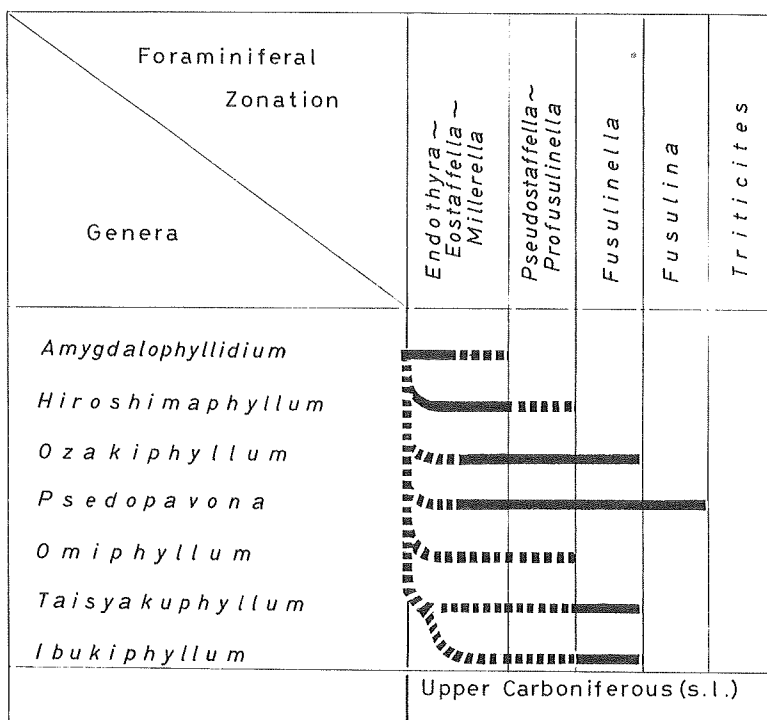 Foraminiferal
Zonation
Genera
Endothyra~
Eostaffella~
Millerella
Pseudostaffella~
Profusulinella
Fusulinella
Fusulina
Triticites
Amygdalophyllidium
Hiroshimaphyllum
Ozakiphyllum
Psedopavona
Omiphyllum
Taisyakuphyllum
Ibukiphyllum
Upper Carboniferous (s.l.)